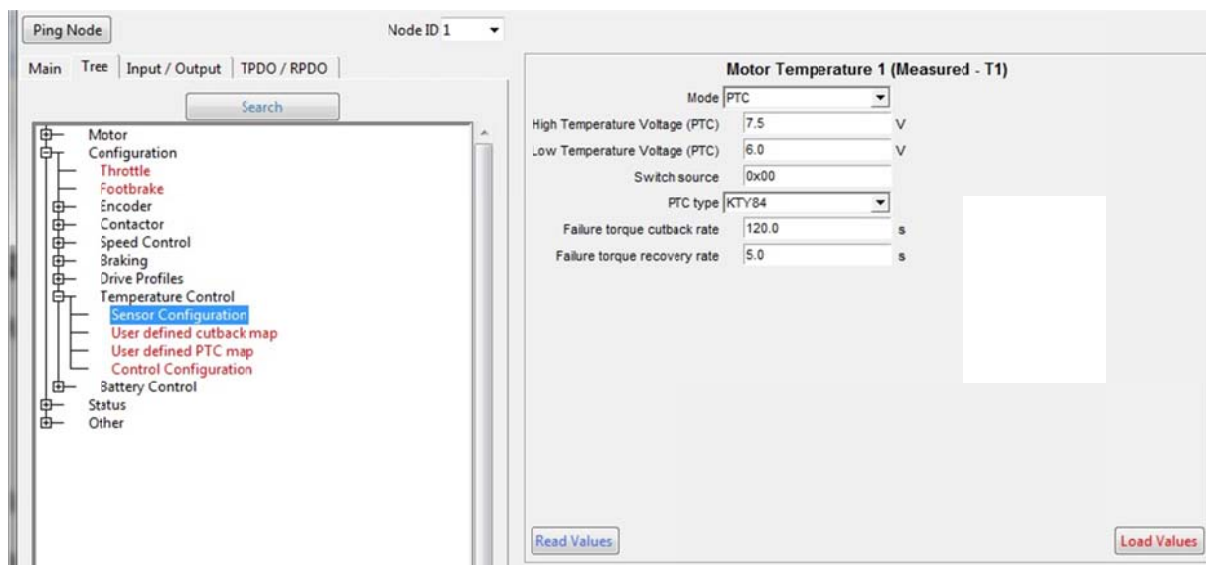 Ping Node
Node ID 1
Main Tree Input / Output TPDO / RPDO
Search
Motor
Configuration
Throttle
Footbrake
Encoder
Contactor
Speed Control
Braking
Drive Profiles
Temperature Control
Sensor Configuration
User defined cutback map
User defined PTC map
Control Configuration
Battery Control
Status
Other
Motor Temperature 1 (Measured - T1)
Mode PTC
High Temperature Voltage (PTC) 7.5 V
Low Temperature Voltage (PTC) 6.0 V
Switch source 0x00
PTC type KTY84
Failure torque cutback rate 120.0 s
Failure torque recovery rate 5.0 s
Read Values
Load Values